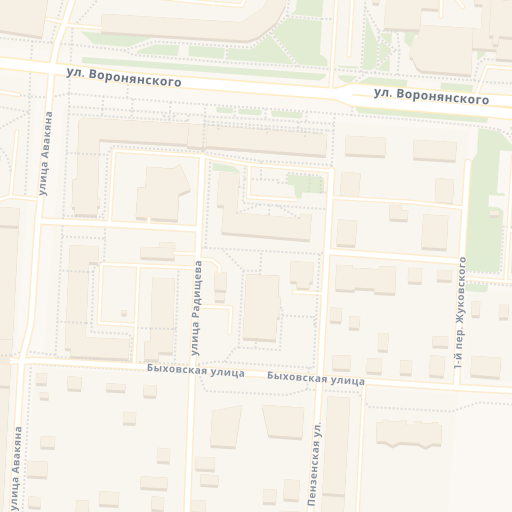 ул. Воронянского
ул. Воронянского
улица Авакяна
улица Радищева
1-й пер. Жуковского
Быховская улица
Быховская улица
улица Авакяна
Пензенская ул.